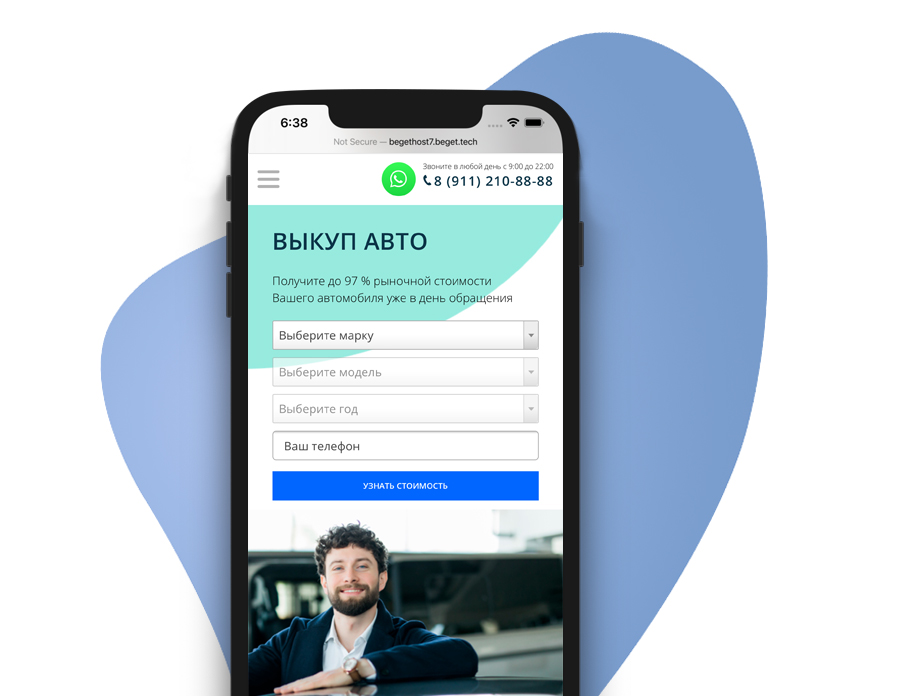 6:38
Not Secure — begethost7.beget.tech
Звоните в любой день с 9:00 до 22:00
8 (911) 210-88-88
ВЫКУП АВТО
Получите до 97 % рыночной стоимости
Вашего автомобиля уже в день обращения
Выберите марку
Выберите модель
Выберите год
Ваш телефон
УЗНАТЬ СТОИМОСТЬ